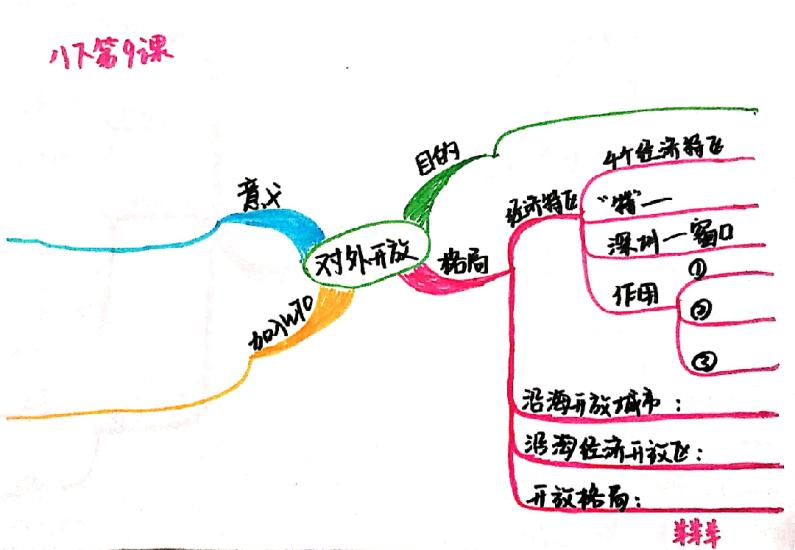 八下第9课
对外开放
目的
格局
经济特区
4个经济特区
"特"—
深圳—窗口
作用
①
②
③
沿海开放城市：
沿海经济开放区：
开放格局：
意义
加入WTO